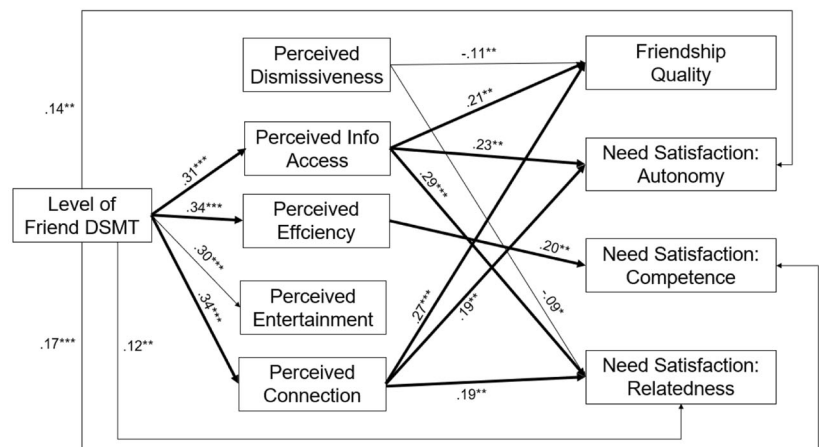 Perceived
Dismissiveness
-.11**
Friendship
Quality
.14**
.21**
Perceived Info
Access
.23**
Need Satisfaction:
Autonomy
.31***
.29***
Level of
Friend DSMT
.34***
Perceived
Effciency
.20**
Need Satisfaction:
Competence
.30***
.34***
Perceived
Entertainment
.27***
.19**
-.09*
.17***
.12**
Perceived
Connection
.19**
Need Satisfaction:
Relatedness